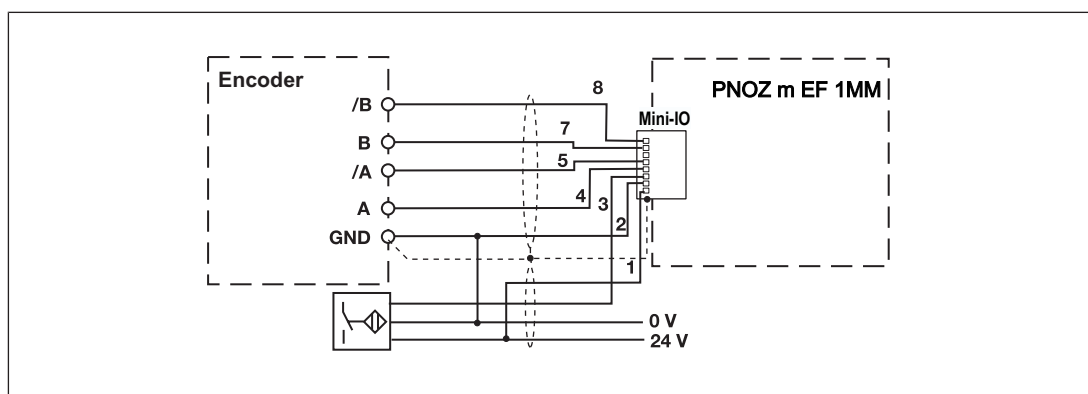 Encoder
PNOZ m EF 1MM
Mini-IO
/B
8
B
7
/A
5
A
4
3
GND
2
1
0 V
24 V